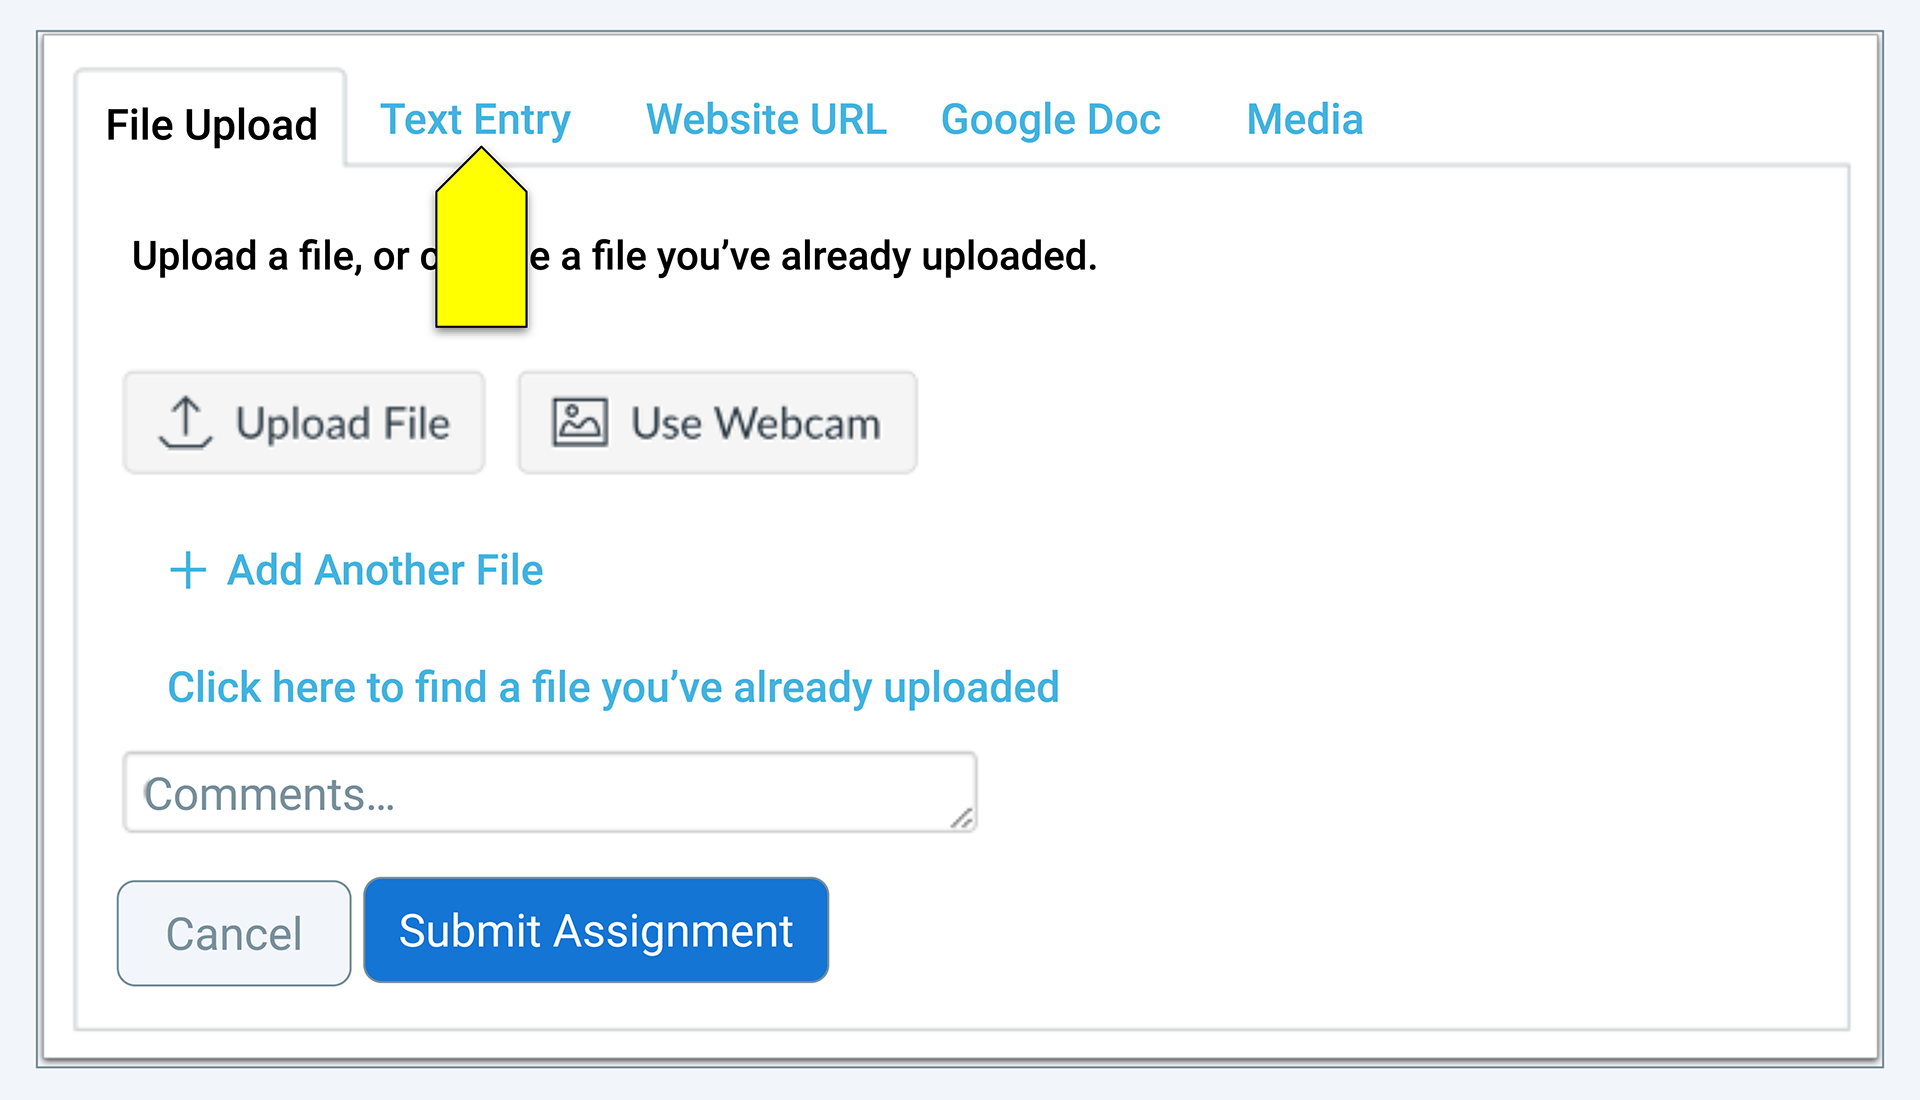 File Upload Text Entry Website URL Google Doc Media
Upload a file, or a file you’ve already uploaded.
Upload File Use Webcam
+ Add Another File
Click here to find a file you’ve already uploaded
Comments...
Cancel Submit Assignment